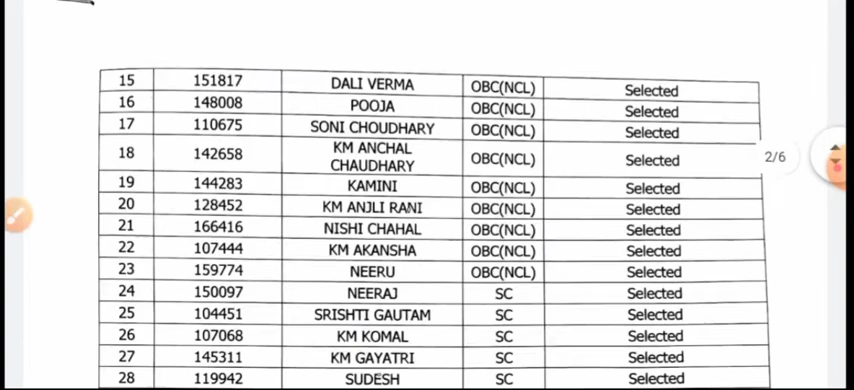 15 151817 DALI VERMA OBC(NCL) Selected
16 148008 POOJA OBC(NCL) Selected
17 110675 SONI CHOUDHARY OBC(NCL) Selected
18 142658 KM ANCHAL CHAUDHARY OBC(NCL) Selected
19 144283 KAMINI OBC(NCL) Selected
20 128452 KM ANJLI RANI OBC(NCL) Selected
21 166416 NISHI CHAHAL OBC(NCL) Selected
22 107444 KM AKANSHA OBC(NCL) Selected
23 159774 NEERU OBC(NCL) Selected
24 150097 NEERAJ SC Selected
25 104451 SRISHTI GAUTAM SC Selected
26 107068 KM KOMAL SC Selected
27 145311 KM GAYATRI SC Selected
28 119942 SUDESH SC Selected
2/6